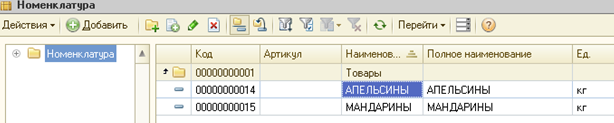 Номенклатура
Действия Добавить Перейти
Номенклатура
Код Артикул Наименов... Полное наименование Ед.
00000000001 Товары
00000000014 АПЕЛЬСИНЫ АПЕЛЬСИНЫ кг
00000000015 МАНДАРИНЫ МАНДАРИНЫ кг